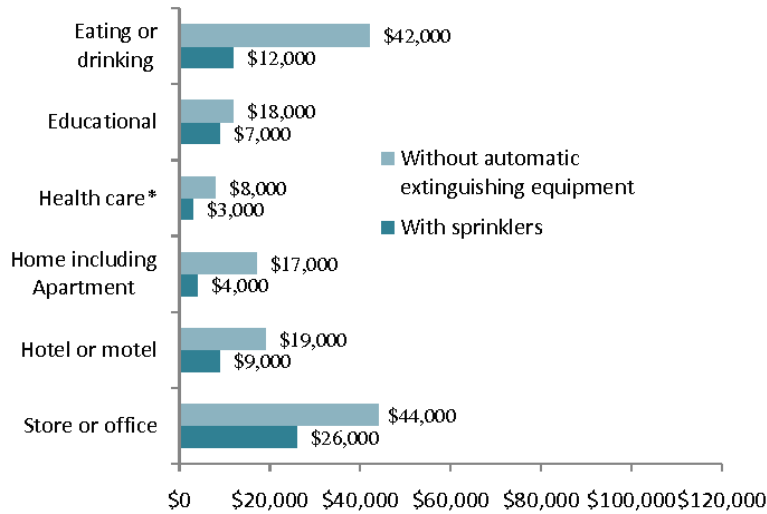 Eating or
drinking
$42,000
$12,000
Educational
$18,000
$7,000
Health care*
$8,000
$3,000
Without automatic
extinguishing equipment
With sprinklers
Home including
Apartment
$17,000
$4,000
Hotel or motel
$19,000
$9,000
Store or office
$44,000
$26,000
$0 $20,000 $40,000 $60,000 $80,000 $100,000 $120,000